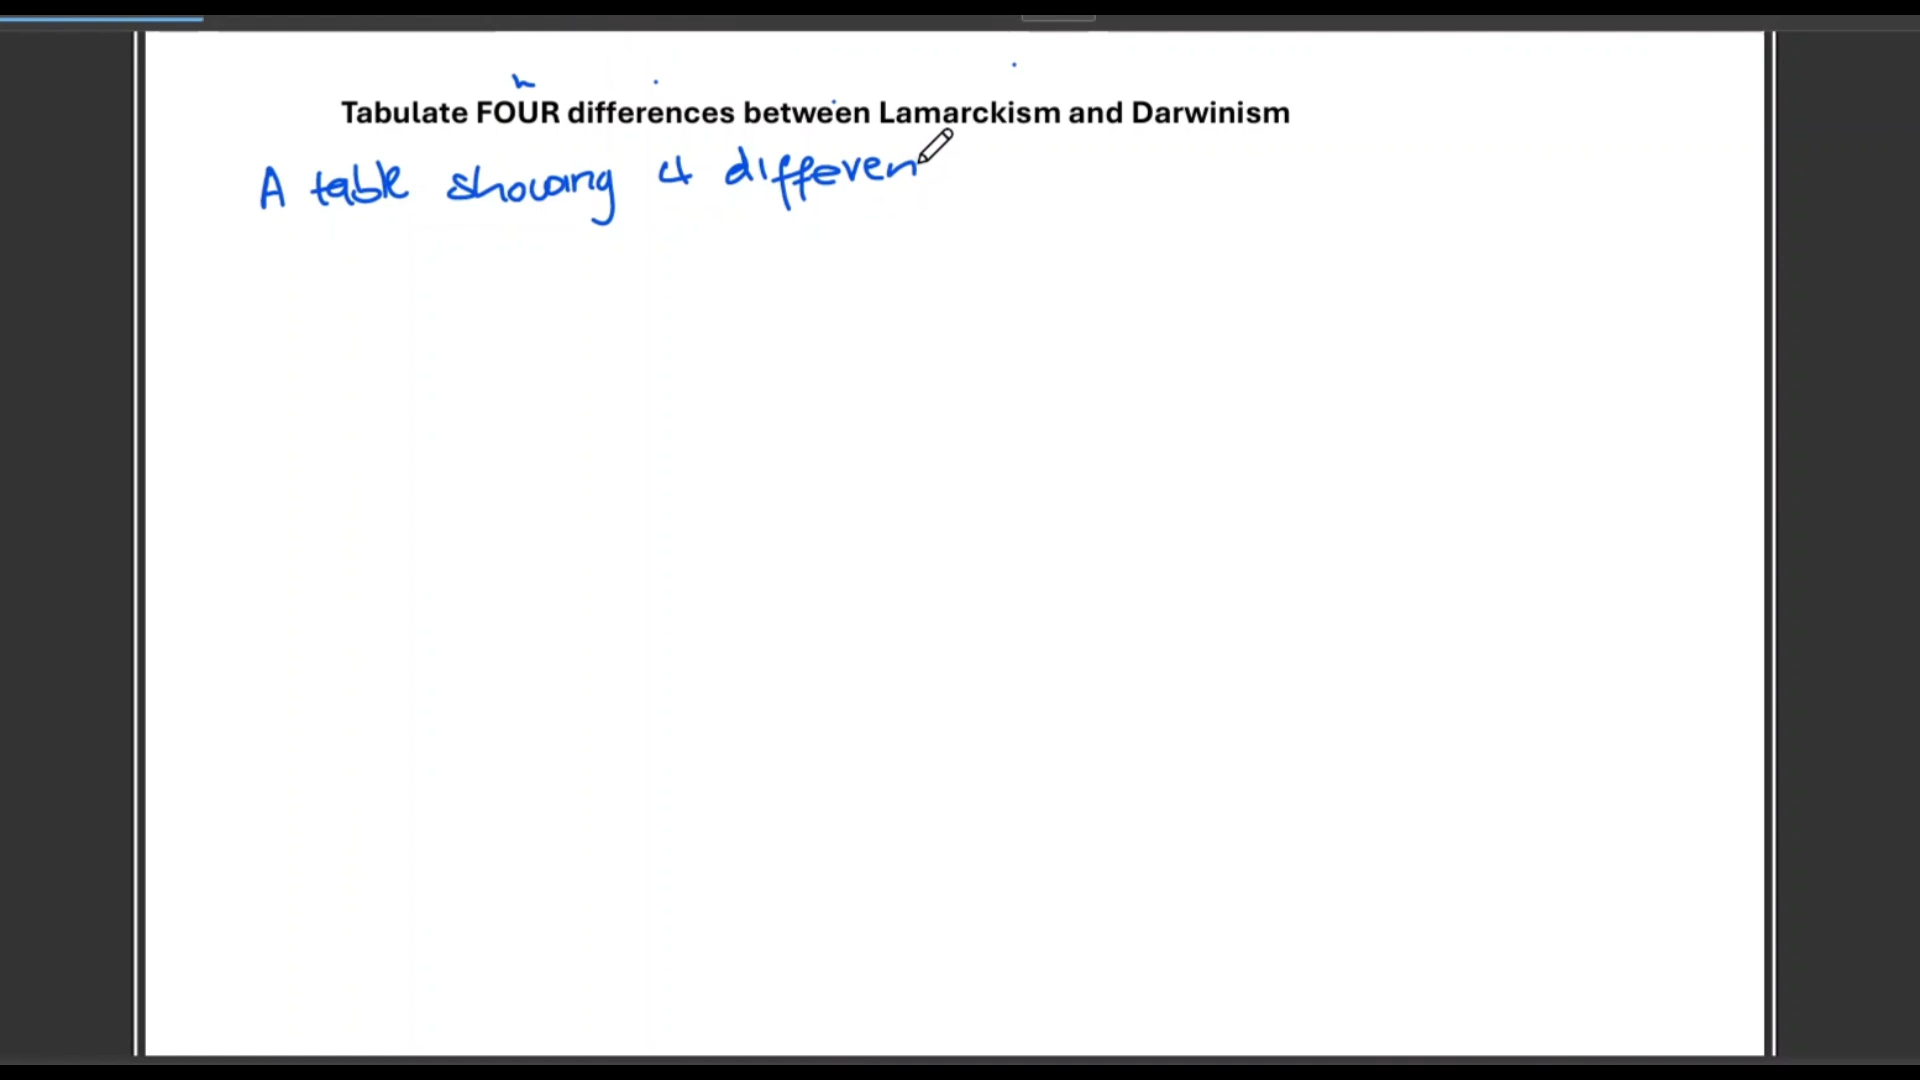 Tabulate FOUR differences between Lamarckism and Darwinism
A table showing 4 differen